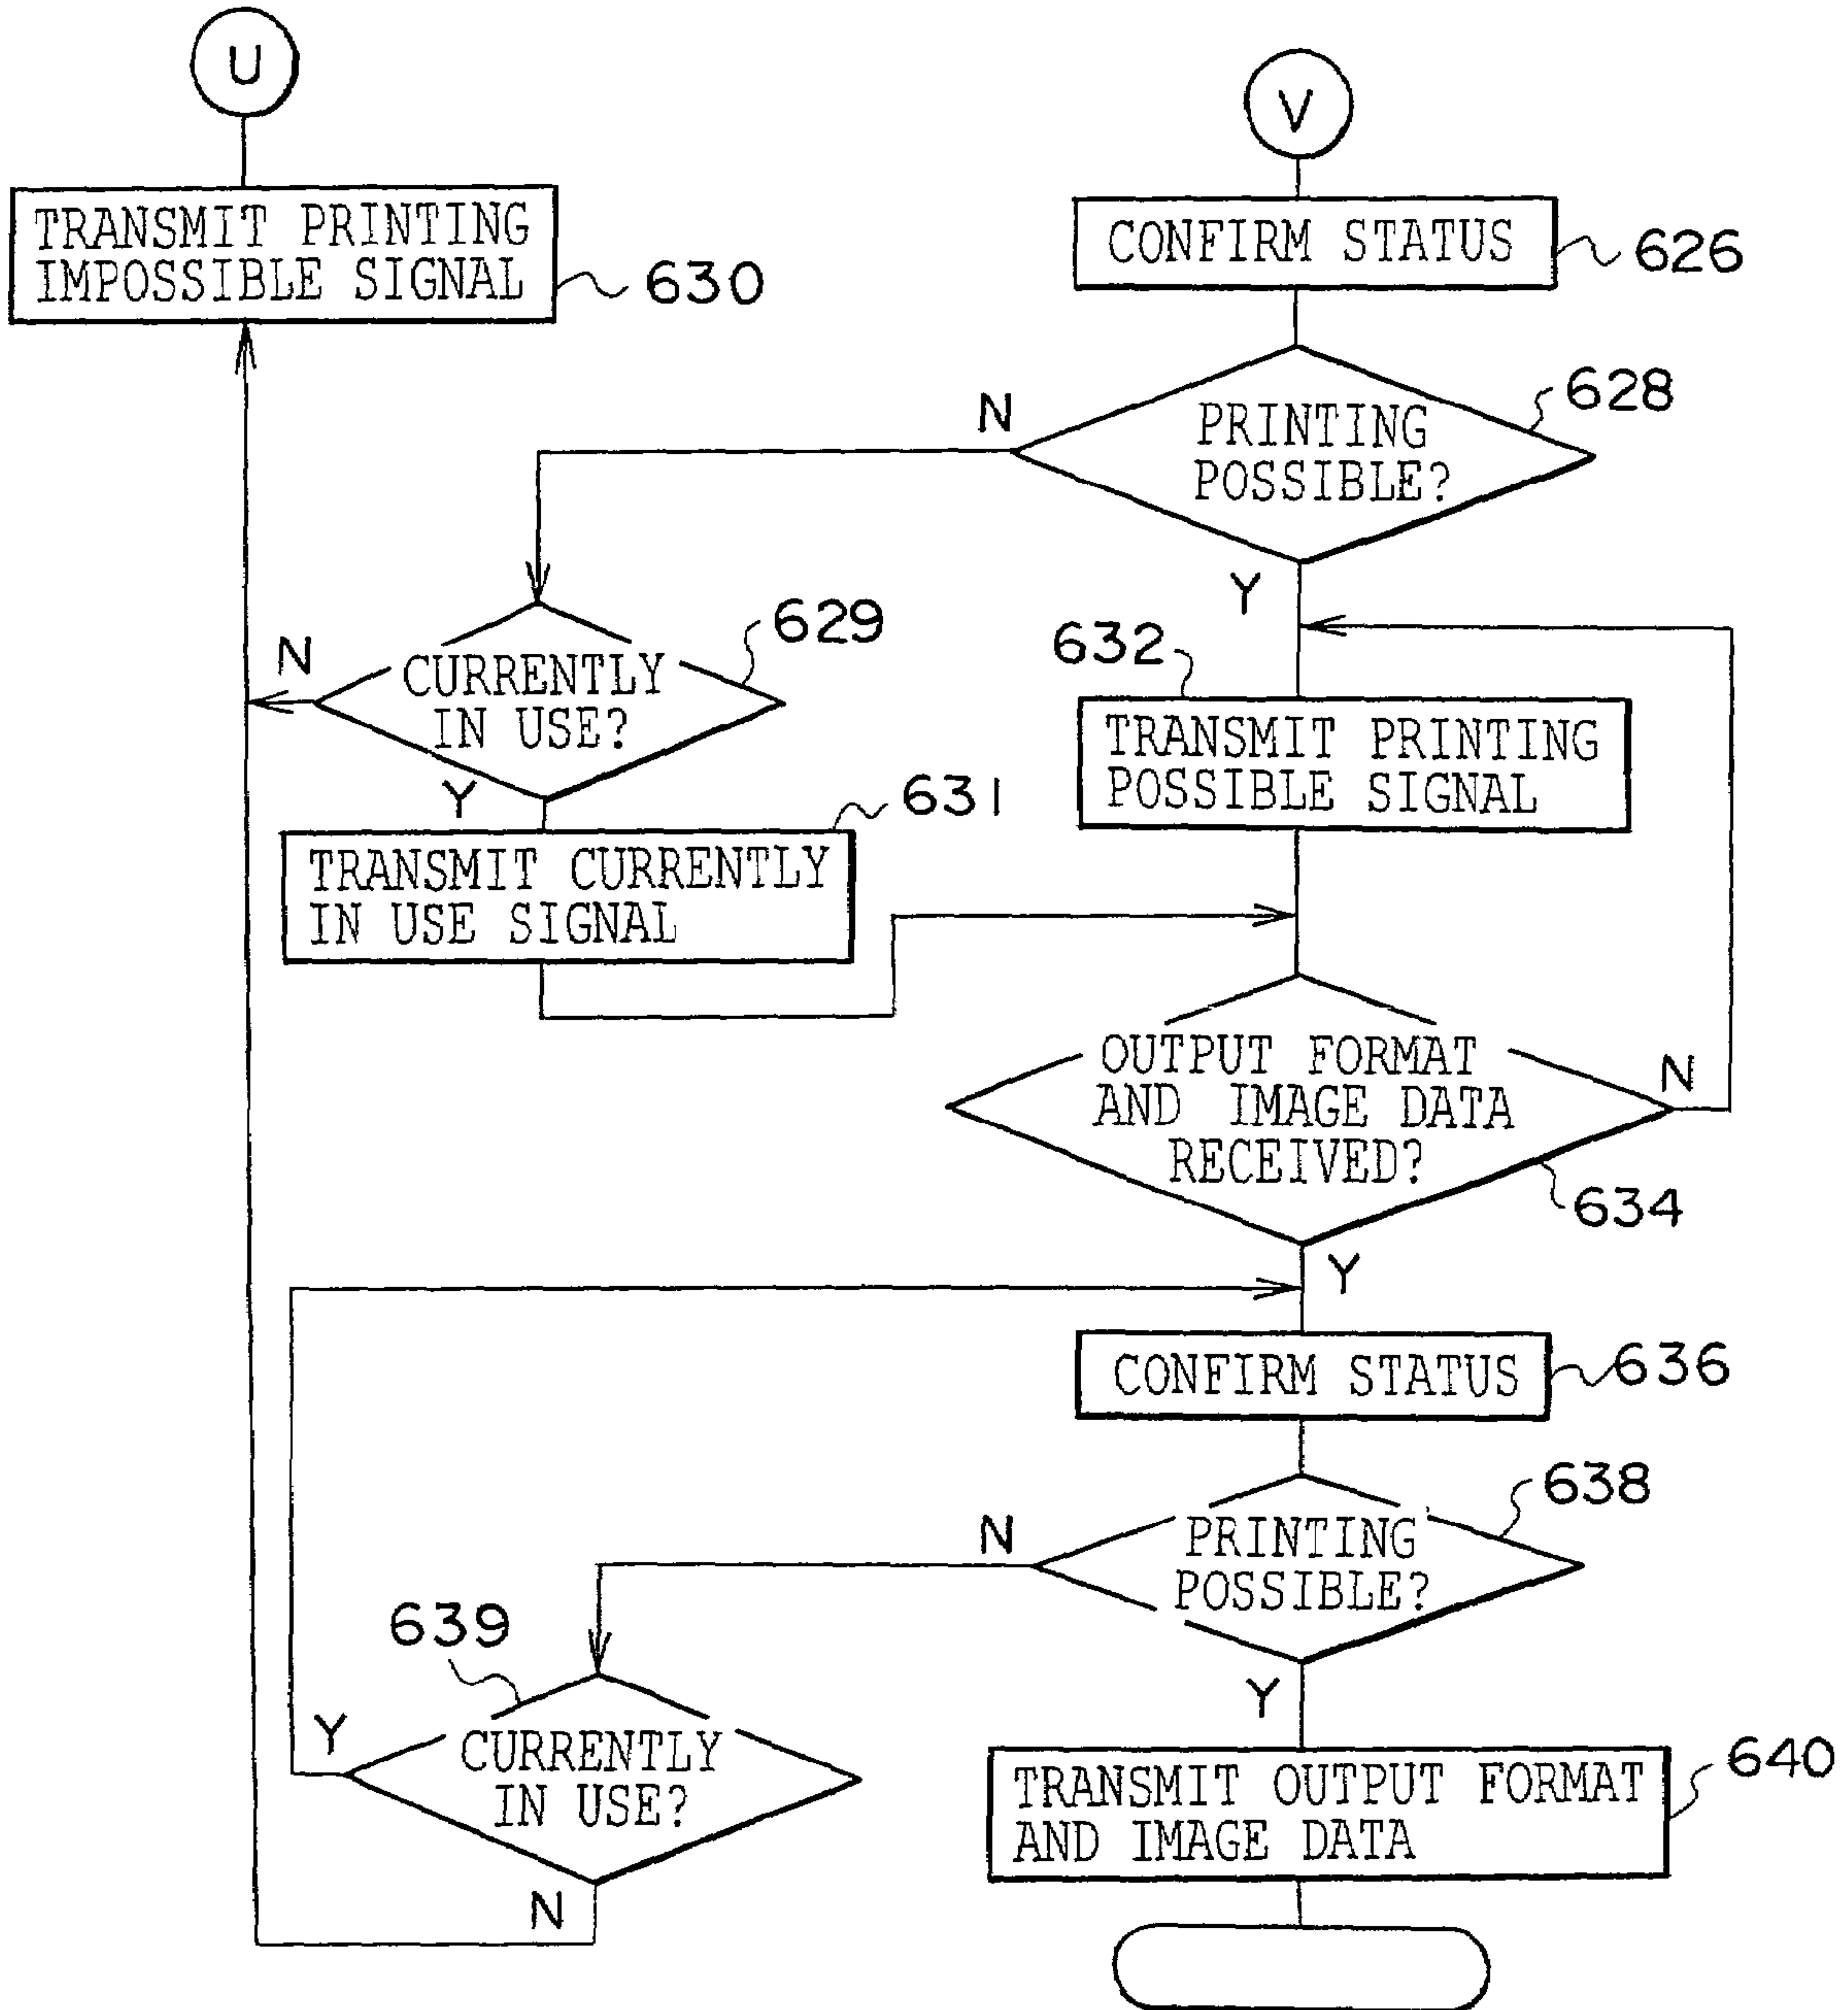 U
V
TRANSMIT PRINTING
IMPOSSIBLE SIGNAL
630
CONFIRM STATUS
626
628
N
PRINTING
POSSIBLE?
Y
629
N
CURRENTLY
IN USE?
Y
632
TRANSMIT PRINTING
POSSIBLE SIGNAL
631
TRANSMIT CURRENTLY
IN USE SIGNAL
OUTPUT FORMAT
AND IMAGE DATA
RECEIVED?
N
634
Y
CONFIRM STATUS
636
638
N
PRINTING
POSSIBLE?
Y
639
Y
CURRENTLY
IN USE?
N
TRANSMIT OUTPUT FORMAT
AND IMAGE DATA
640